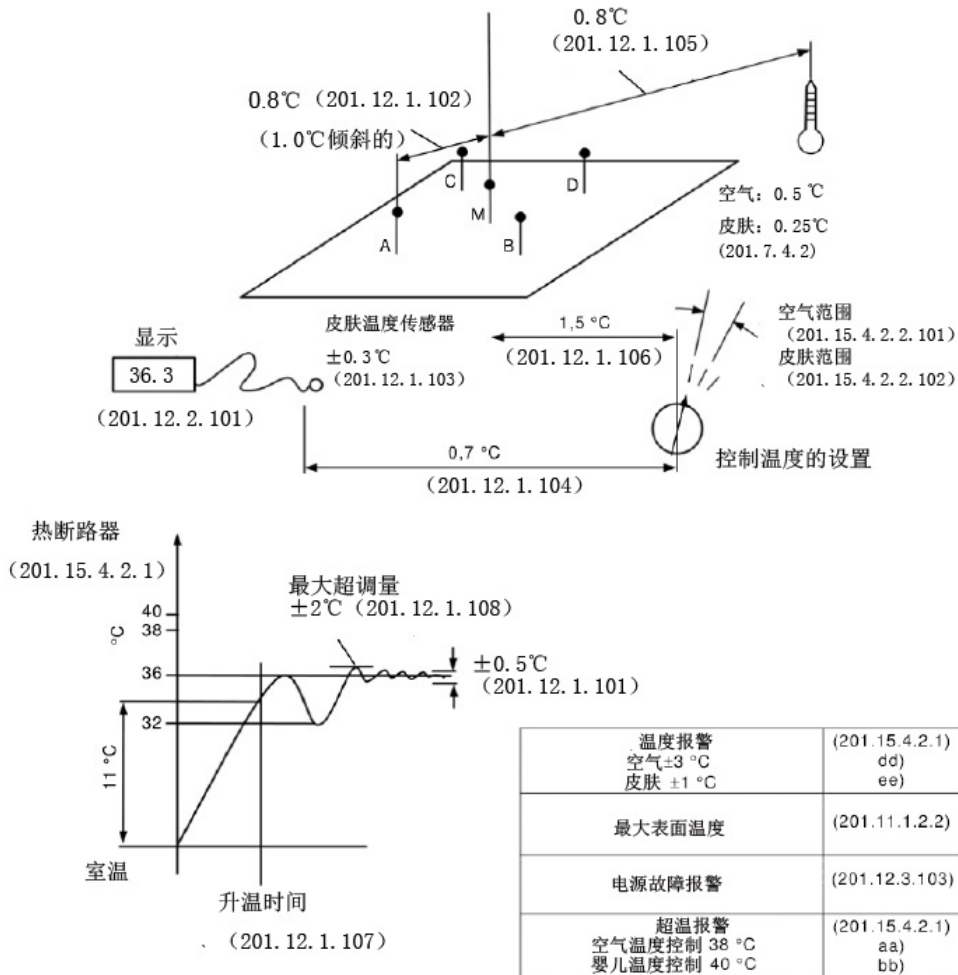 0.8℃
(201.12.1.105)
0.8℃ (201.12.1.102)
(1.0℃倾斜的)
C
D
M
A
B
空气: 0.5 ℃
皮肤: 0.25℃
(201.7.4.2)
皮肤温度传感器
±0.3℃
(201.12.1.103)
1,5 °C
(201.12.1.106)
空气范围
(201.15.4.2.2.101)
皮肤范围
(201.15.4.2.2.102)
显示
36.3
(201.12.2.101)
0,7 °C
(201.12.1.104)
控制温度的设置
热断路器
(201.15.4.2.1)
最大超调量
±2℃ (201.12.1.108)
°C
40
38
36
32
±0.5℃
(201.12.1.101)
11 °C
室温
升温时间
、 (201.12.1.107)
温度报警 (201.15.4.2.1)
空气±3 °C dd)
皮肤 ±1 °C ee)
最大表面温度 (201.11.1.2.2)
电源故障报警 (201.12.3.103)
超温报警 (201.15.4.2.1)
空气温度控制 38 °C aa)
婴儿温度控制 40 °C bb)